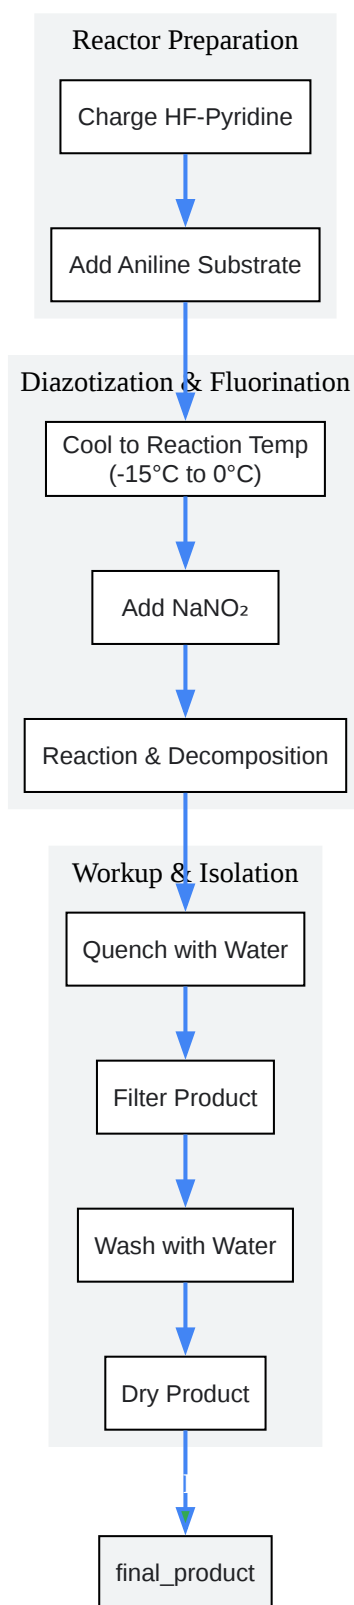 Reactor Preparation
Charge HF-Pyridine
Add Aniline Substrate
Diazotization & Fluorination
Cool to Reaction Temp
(-15°C to 0°C)
Add NaNO₂
Reaction & Decomposition
Workup & Isolation
Quench with Water
Filter Product
Wash with Water
Dry Product
final_product